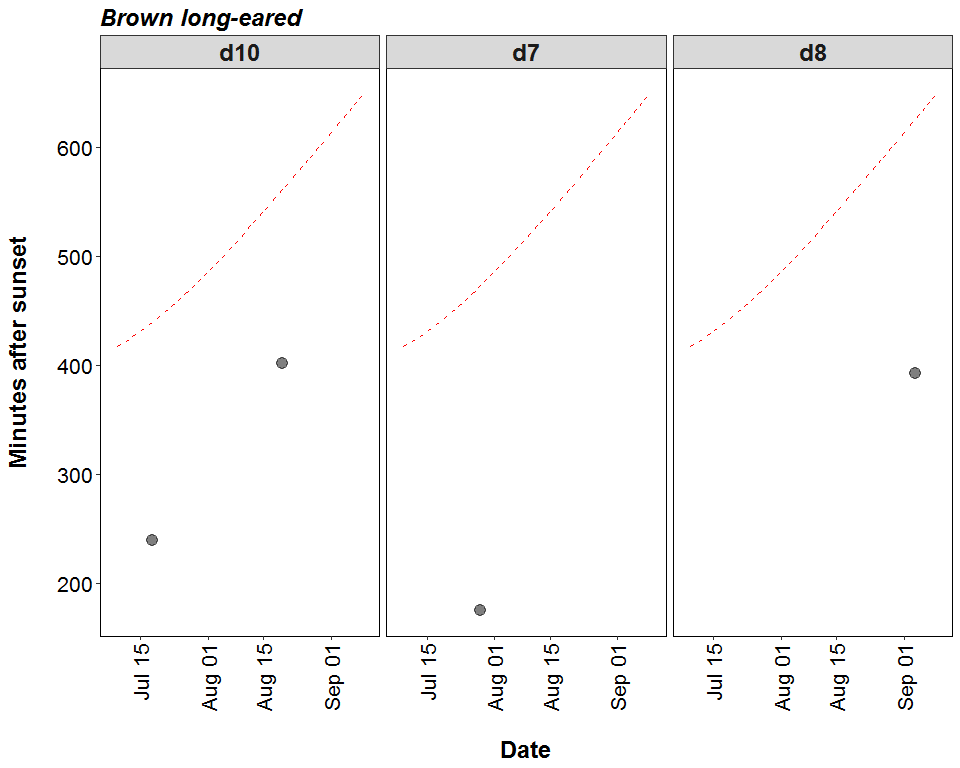 Brown long-eared
d10 d7 d8
600
500
400
300
200
Minutes after sunset
Jul 15 Aug 01 Aug 15 Sep 01 Jul 15 Aug 01 Aug 15 Sep 01 Jul 15 Aug 01 Aug 15 Sep 01
Date